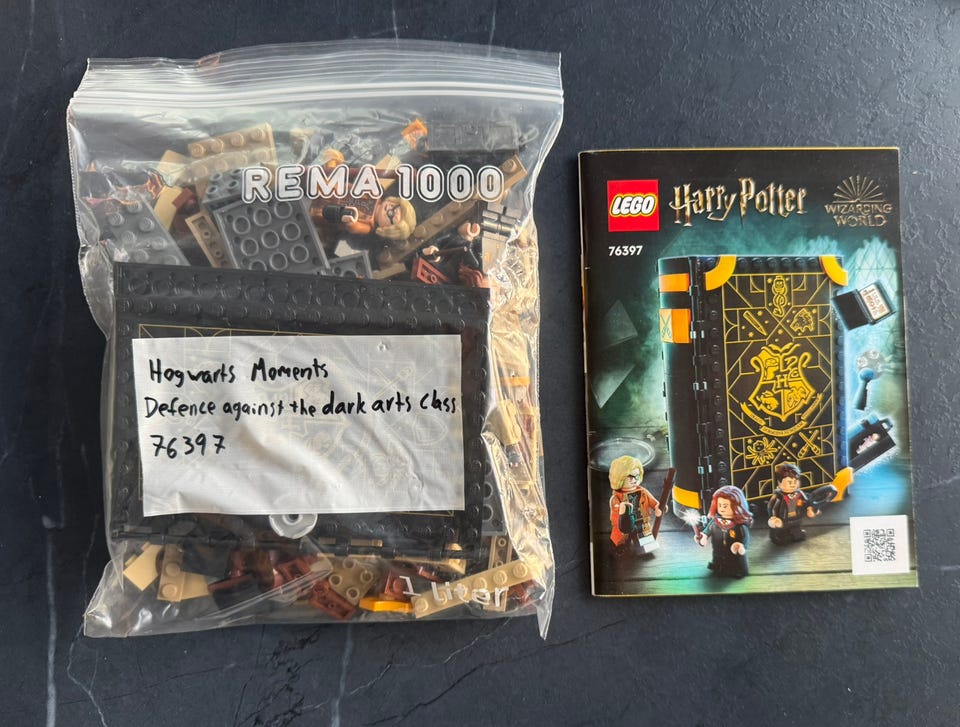 REMA 1000
Hogwarts Moments
Defence against the dark arts class
76397
1 liter
LEGO
Harry Potter
WIZARDING
WORLD
76397